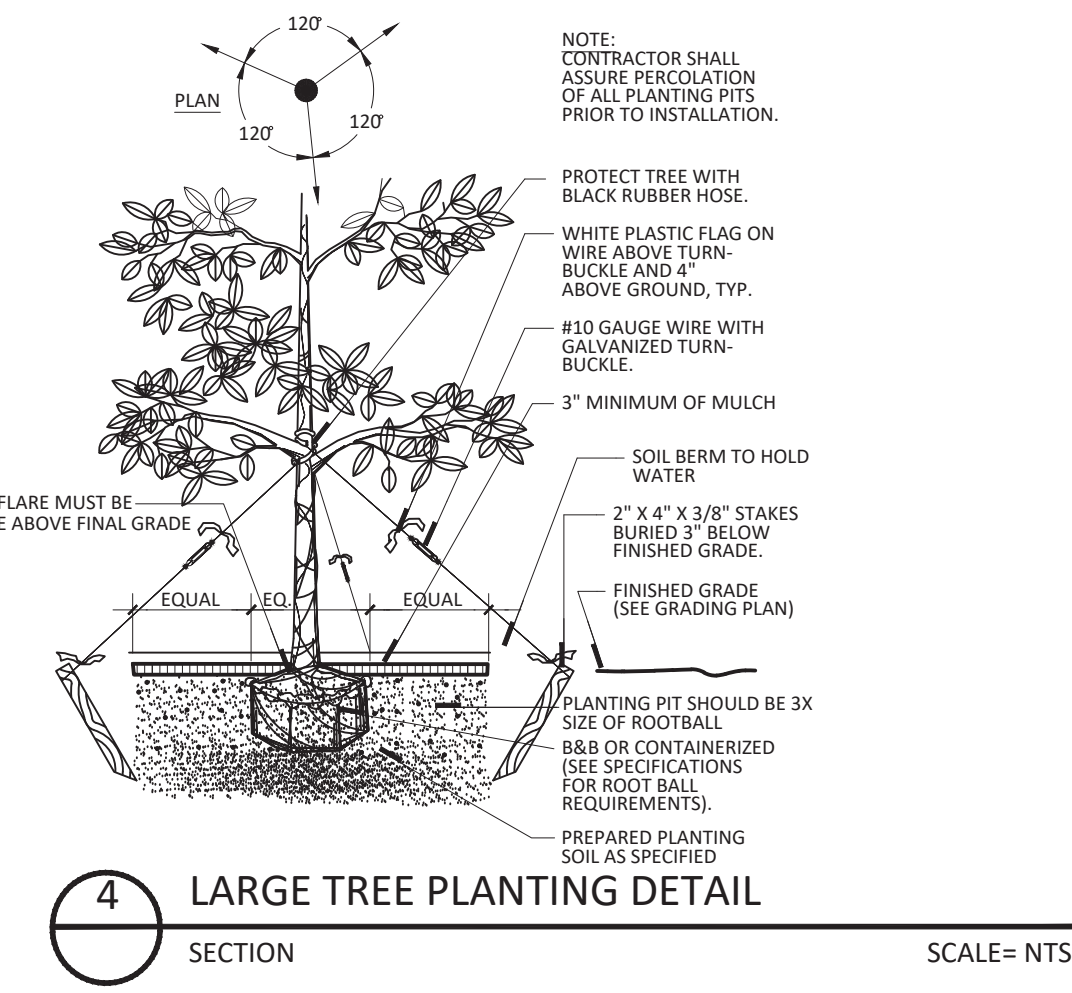 120°
120°
120°
PLAN
NOTE:
CONTRACTOR SHALL
ASSURE PERCOLATION
OF ALL PLANTING PITS
PRIOR TO INSTALLATION.
PROTECT TREE WITH
BLACK RUBBER HOSE.
WHITE PLASTIC FLAG ON
WIRE ABOVE TURN-
BUCKLE AND 4"
ABOVE GROUND, TYP.
#10 GAUGE WIRE WITH
GALVANIZED TURN-
BUCKLE.
3" MINIMUM OF MULCH
SOIL BERM TO HOLD
WATER
FLARE MUST BE
ABOVE FINAL GRADE
2" X 4" X 3/8" STAKES
BURIED 3" BELOW
FINISHED GRADE.
EQUAL
EQ.
EQUAL
FINISHED GRADE
(SEE GRADING PLAN)
PLANTING PIT SHOULD BE 3X
SIZE OF ROOTBALL
B&B OR CONTAINERIZED
(SEE SPECIFICATIONS
FOR ROOT BALL
REQUIREMENTS).
PREPARED PLANTING
SOIL AS SPECIFIED
4
LARGE TREE PLANTING DETAIL
SECTION
SCALE= NTS